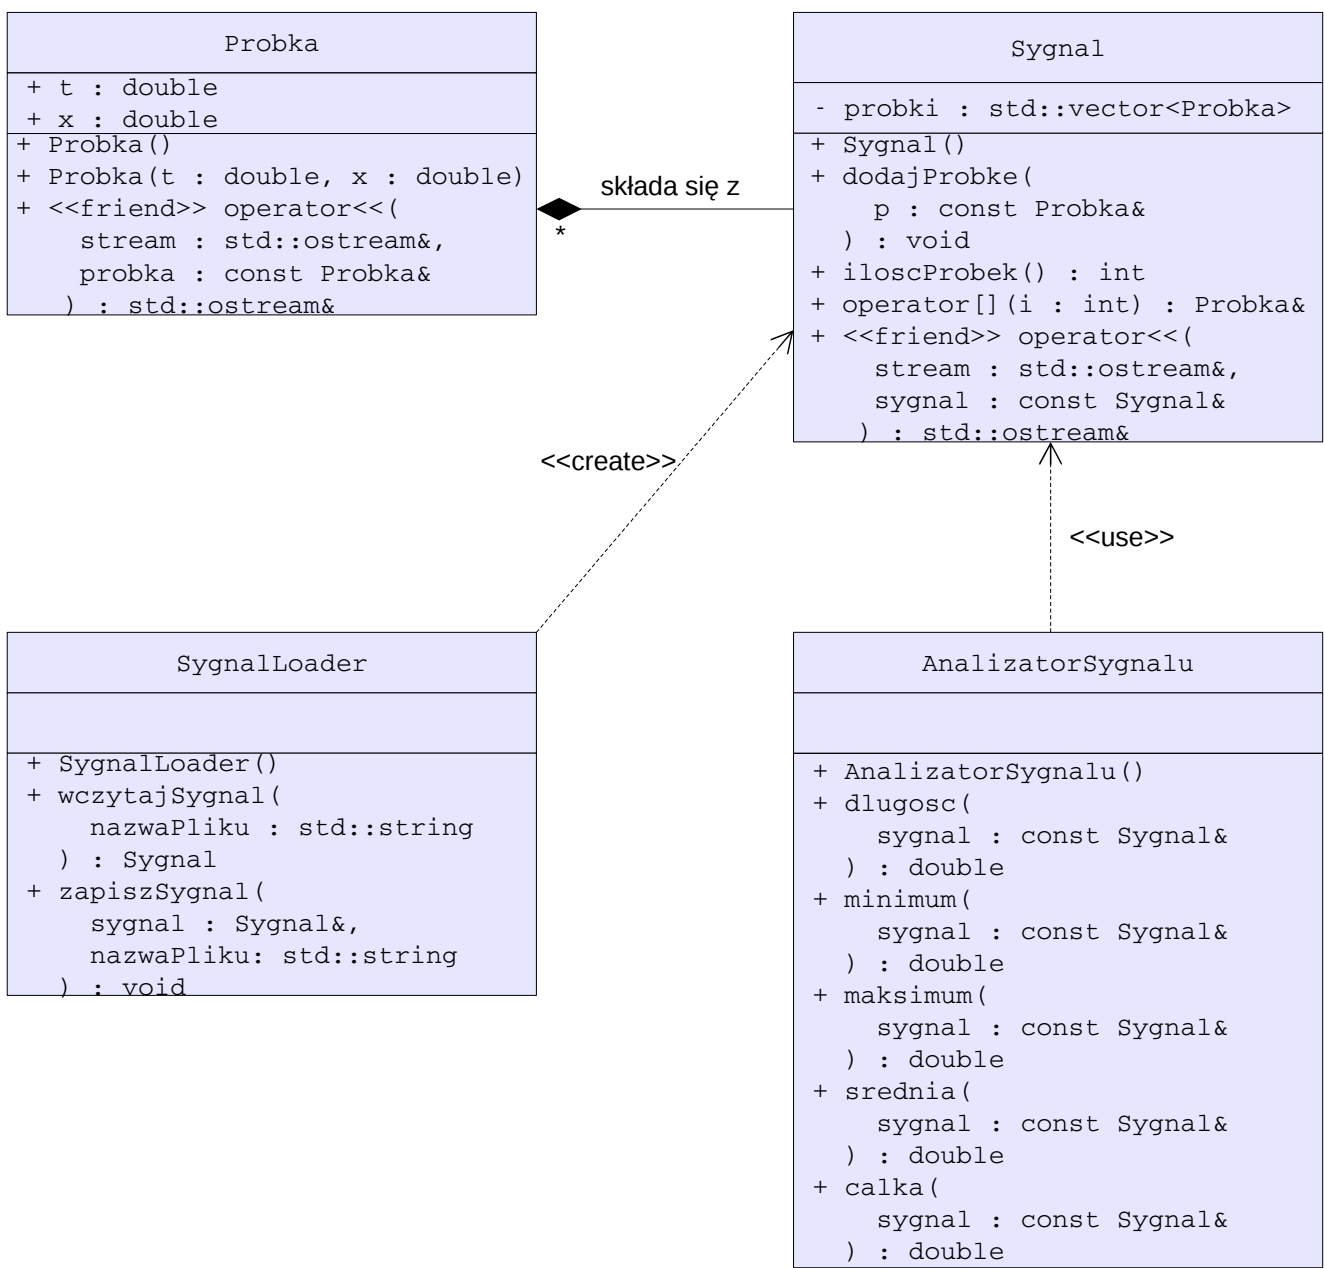 Probka
+ t : double
+ x : double
+ Probka()
+ Probka(t : double, x : double)
+ <<friend>> operator<<(
stream : std::ostream&,
probka : const Probka&
) : std::ostream&
składa się z
*
Sygnal
- probki : std::vector<Probka>
+ Sygnal()
+ dodajProbke(
p : const Probka&
) : void
+ iloscProbek() : int
+ operator[](i : int) : Probka&
+ <<friend>> operator<<(
stream : std::ostream&,
sygnal : const Sygnal&
) : std::ostream&
<<create>>
<<use>>
SygnalLoader
+ SygnalLoader()
+ wczytajSygnal(
nazwaPliku : std::string
) : Sygnal
+ zapiszSygnal(
sygnal : Sygnal&,
nazwaPliku: std::string
) : void
AnalizatorSygnalu
+ AnalizatorSygnalu()
+ dlugosc(
sygnal : const Sygnal&
) : double
+ minimum(
sygnal : const Sygnal&
) : double
+ maksimum(
sygnal : const Sygnal&
) : double
+ srednia(
sygnal : const Sygnal&
) : double
+ calka(
sygnal : const Sygnal&
) : double